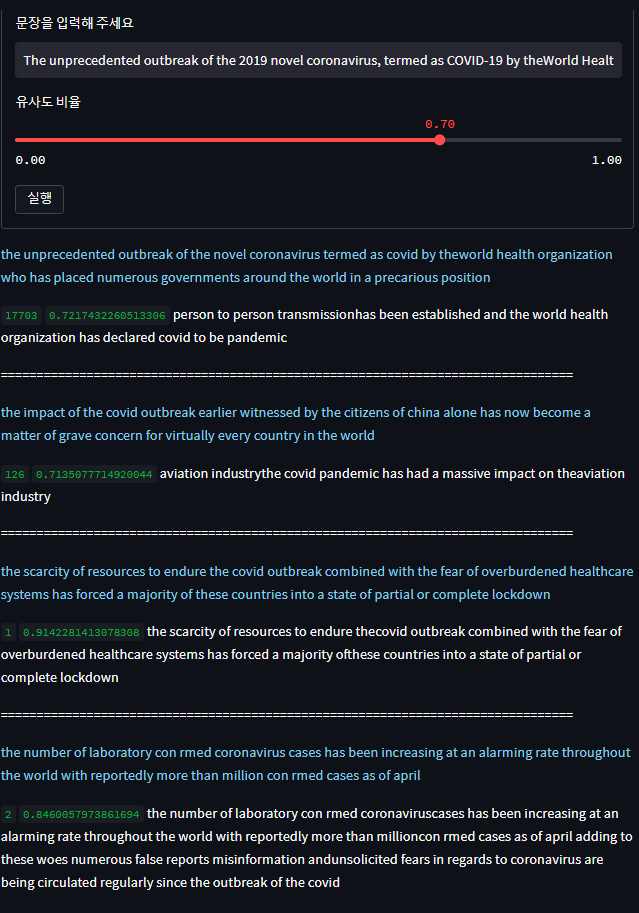 문장을 입력해 주세요
The unprecedented outbreak of the 2019 novel coronavirus, termed as COVID-19 by theWorld Healt
유사도 비율
0.70
0.00 1.00
실행
the unprecedented outbreak of the novel coronavirus termed as covid by theworld health organization
who has placed numerous governments around the world in a precarious position
17703 0.7217432260513306 person to person transmissionhas been established and the world health
organization has declared covid to be pandemic
================================================================================
the impact of the covid outbreak earlier witnessed by the citizens of china alone has now become a
matter of grave concern for virtually every country in the world
126 0.7135077714920044 aviation industrythe covid pandemic has had a massive impact on theaviation
industry
================================================================================
the scarcity of resources to endure the covid outbreak combined with the fear of overburdened healthcare
systems has forced a majority of these countries into a state of partial or complete lockdown
1 0.9142281413078308 the scarcity of resources to endure thecovid outbreak combined with the fear of
overburdened healthcare systems has forced a majority ofthese countries into a state of partial or
complete lockdown
================================================================================
the number of laboratory con rmed coronavirus cases has been increasing at an alarming rate throughout
the world with reportedly more than million con rmed cases as of april
2 0.8460057973861694 the number of laboratory con rmed coronaviruscases has been increasing at an
alarming rate throughout the world with reportedly more than millioncon rmed cases as of april adding to
these woes numerous false reports misinformation andunsolicited fears in regards to coronavirus are
being circulated regularly since the outbreak of the covid